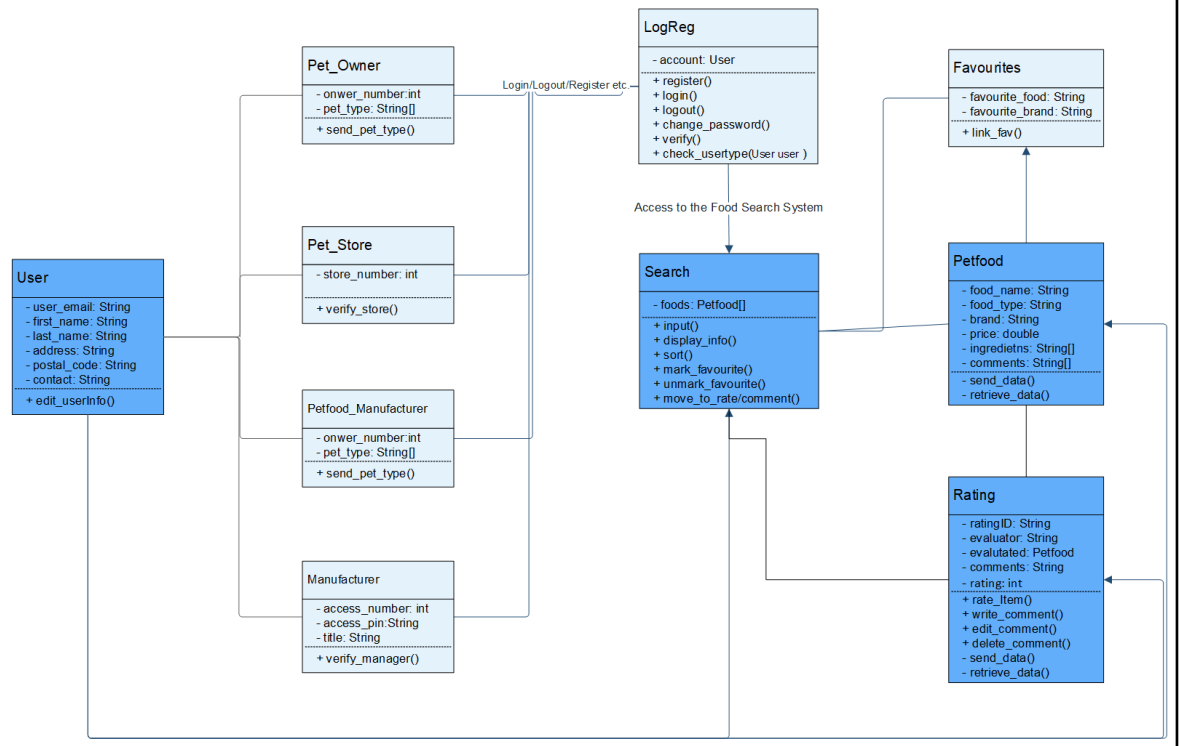 LogReg
- account: User
+ register()
+ login()
+ logout()
+ change_password()
+ verify()
+ check_usertype(User user )
Pet_Owner
- onwer_number:int
- pet_type: String[]
+ send_pet_type()
Login/Logout/Register etc.
Favourites
- favourite_food: String
- favourite_brand: String
+ link_fav()
Access to the Food Search System
Pet_Store
- store_number: int
+ verify_store()
User
- user_email: String
- first_name: String
- last_name: String
- address: String
- postal_code: String
- contact: String
+ edit_userInfo()
Search
- foods: Petfood[]
+ input()
+ display_info()
+ sort()
+ mark_favourite()
+ unmark_favourite()
+ move_to_rate/comment()
Petfood
- food_name: String
- food_type: String
- brand: String
- price: double
- ingredietns: String[]
- comments: String[]
- send_data()
- retrieve_data()
Petfood_Manufacturer
- onwer_number:int
- pet_type: String[]
+ send_pet_type()
Rating
- ratingID: String
- evaluator: String
- evalutated: Petfood
- comments: String
- rating: int
+ rate_Item()
+ write_comment()
+ edit_comment()
+ delete_comment()
- send_data()
- retrieve_data()
Manufacturer
- access_number: int
- access_pin:String
- title: String
+ verify_manager()